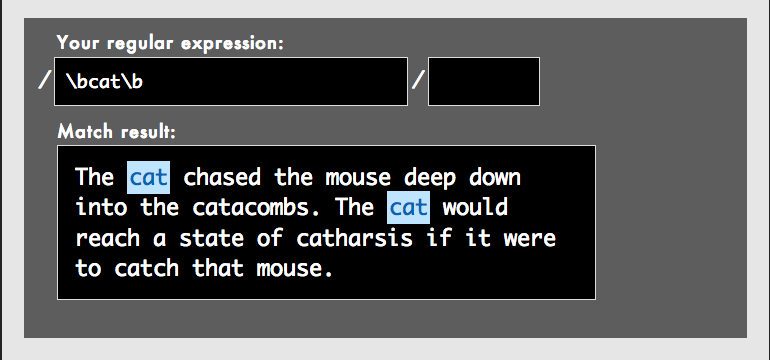 Your regular expression:
/ \bcat\b /
Match result:
The cat chased the mouse deep down
into the catacombs. The cat would
reach a state of catharsis if it were
to catch that mouse.